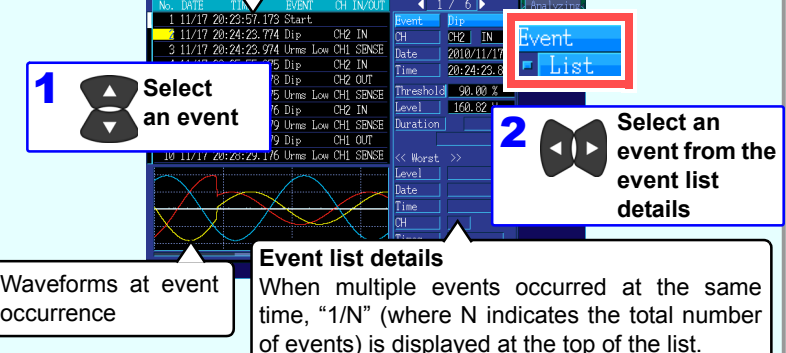 No. DATE TIME EVENT CH IN/OUT
1 11/17 20:23:57.173 Start
2 11/17 20:24:23.774 Dip CH2 IN
3 11/17 20:24:23.974 Urms Low CH1 SENSE
Dip CH2 IN
Dip CH2 OUT
Urms Low CH1 SENSE
Dip CH2 IN
Urms Low CH1 SENSE
Dip CH1 OUT
10 11/17 20:28:29.176 Urms Low CH1 SENSE
1 / 6
Analyzing
Event Dip
CH CH2 IN
Date 2010/11/17
Time 20:24:23.8
Threshold 90.00 %
Level 160.82
Duration
<< Worst >>
Level
Date
Time
CH
Event
List
1 Select
an event
2 Select an
event from the
event list
details
Waveforms at event
occurrence
Event list details
When multiple events occurred at the same
time, “1/N” (where N indicates the total number
of events) is displayed at the top of the list.